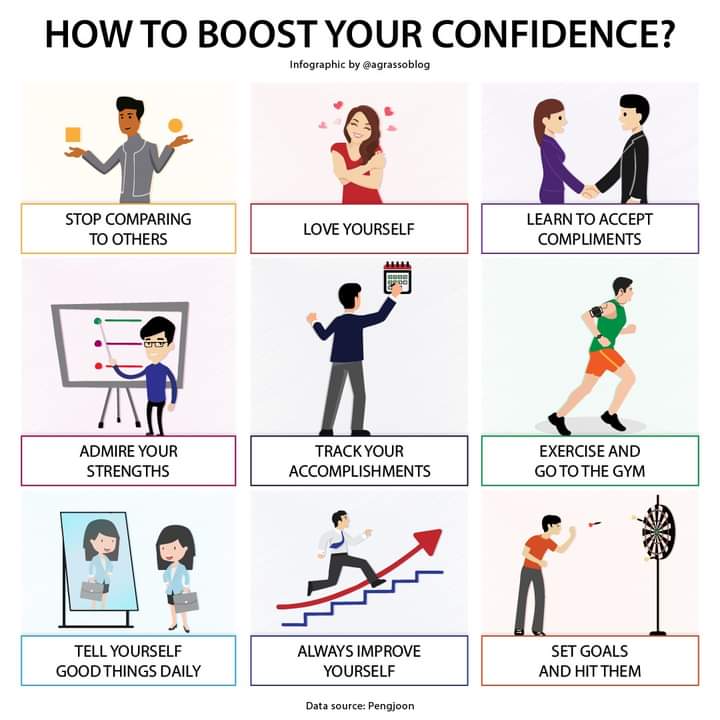 HOW TO BOOST YOUR CONFIDENCE?
Infographic by @agrassoblog
STOP COMPARING
TO OTHERS
LOVE YOURSELF
LEARN TO ACCEPT
COMPLIMENTS
ADMIRE YOUR
STRENGTHS
TRACK YOUR
ACCOMPLISHMENTS
EXERCISE AND
GO TO THE GYM
TELL YOURSELF
GOOD THINGS DAILY
ALWAYS IMPROVE
YOURSELF
SET GOALS
AND HIT THEM
Data source: Pengjoon